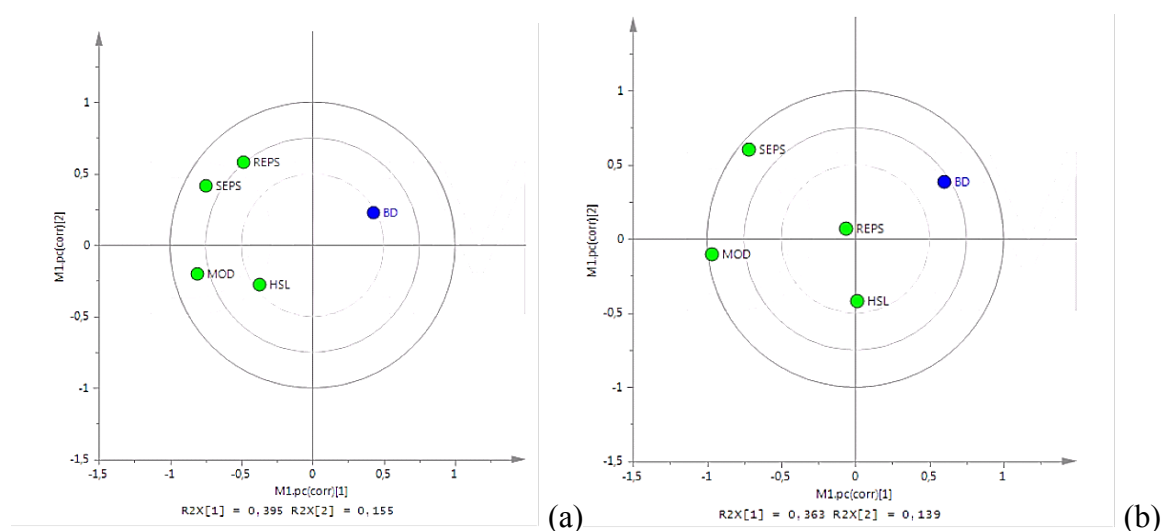 1
0,5
0
-0,5
-1
-1,5
M1.pc(corr)[2]
REPS
SEPS
BD
MOD
HSL
-1,5
-1
-0,5
0
0,5
1
M1.pc(corr)[1]
R2X[1] = 0,395 R2X[2] = 0,155
(a)
1
0,5
0
-0,5
-1
-1,5
M1.pc(corr)[2]
SEPS
BD
REPS
MOD
HSL
-1,5
-1
-0,5
0
0,5
1
M1.pc(corr)[1]
R2X[1] = 0,363 R2X[2] = 0,139
(b)